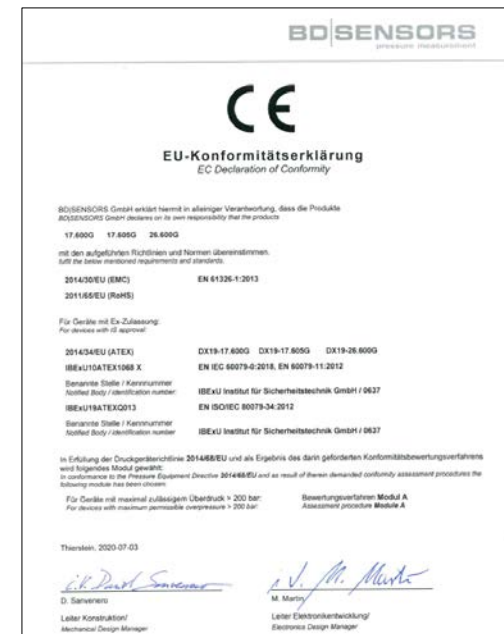 BD|SENSORS
pressure measurement
CE
EU-Konformitätserklärung
EC Declaration of Conformity
BD|SENSORS GmbH erklärt hiermit in alleiniger Verantwortung, dass die Produkte
BD|SENSORS GmbH declares on its own responsibility that the products
17.600G 17.605G 26.600G
mit den aufgeführten Richtlinien und Normen übereinstimmen.
fulfil the below mentioned requirements and standards:
2014/30/EU (EMC) EN 61326-1:2013
2011/65/EU (RoHS)
Für Geräte mit Ex-Zulassung:
For devices with IS approval:
2014/34/EU (ATEX) DX19-17.600G DX19-17.605G DX19-26.600G
IBExU10ATEX1068 X EN IEC 60079-0:2018, EN 60079-11:2012
Benannte Stelle / Kennnummer
Notified Body / identification number: IBExU Institut für Sicherheitstechnik GmbH / 0637
IBExU19ATEXQ013 EN ISO/IEC 80079-34:2012
Benannte Stelle / Kennnummer
Notified Body / identification number: IBExU Institut für Sicherheitstechnik GmbH / 0637
In Erfüllung der Druckgeräterichtlinie 2014/68/EU und als Ergebnis des darin geforderten Konformitätsbewertungsverfahrens
wird folgendes Modul gewählt:
In conformance to the Pressure Equipment Directive 2014/68/EU and as result of therein demanded conformity assessment procedures the
following module has been chosen:
Für Geräte mit maximal zulässigem Überdruck > 200 bar: Bewertungsverfahren Modul A
For devices with maximum permissible overpressure > 200 bar: Assessment procedure Module A
Thierstein, 2020-07-03
D. Sanvenero M. Martin
Leiter Konstruktion/ Leiter Elektronikentwicklung/
Mechanical Design Manager Electronics Design Manager